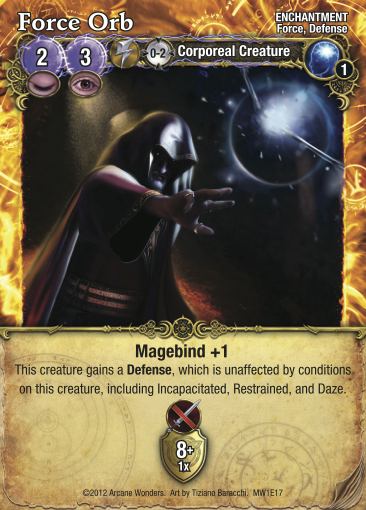 Force Orb
ENCHANTMENT
Force, Defense
2 3 0-2 Corporeal Creature
1
Magebind +1
This creature gains a Defense, which is unaffected by conditions
on this creature, including Incapacitated, Restrained, and Daze.
8+
1x
©2012 Arcane Wonders. Art by Tiziano Baracchi. MW1E17